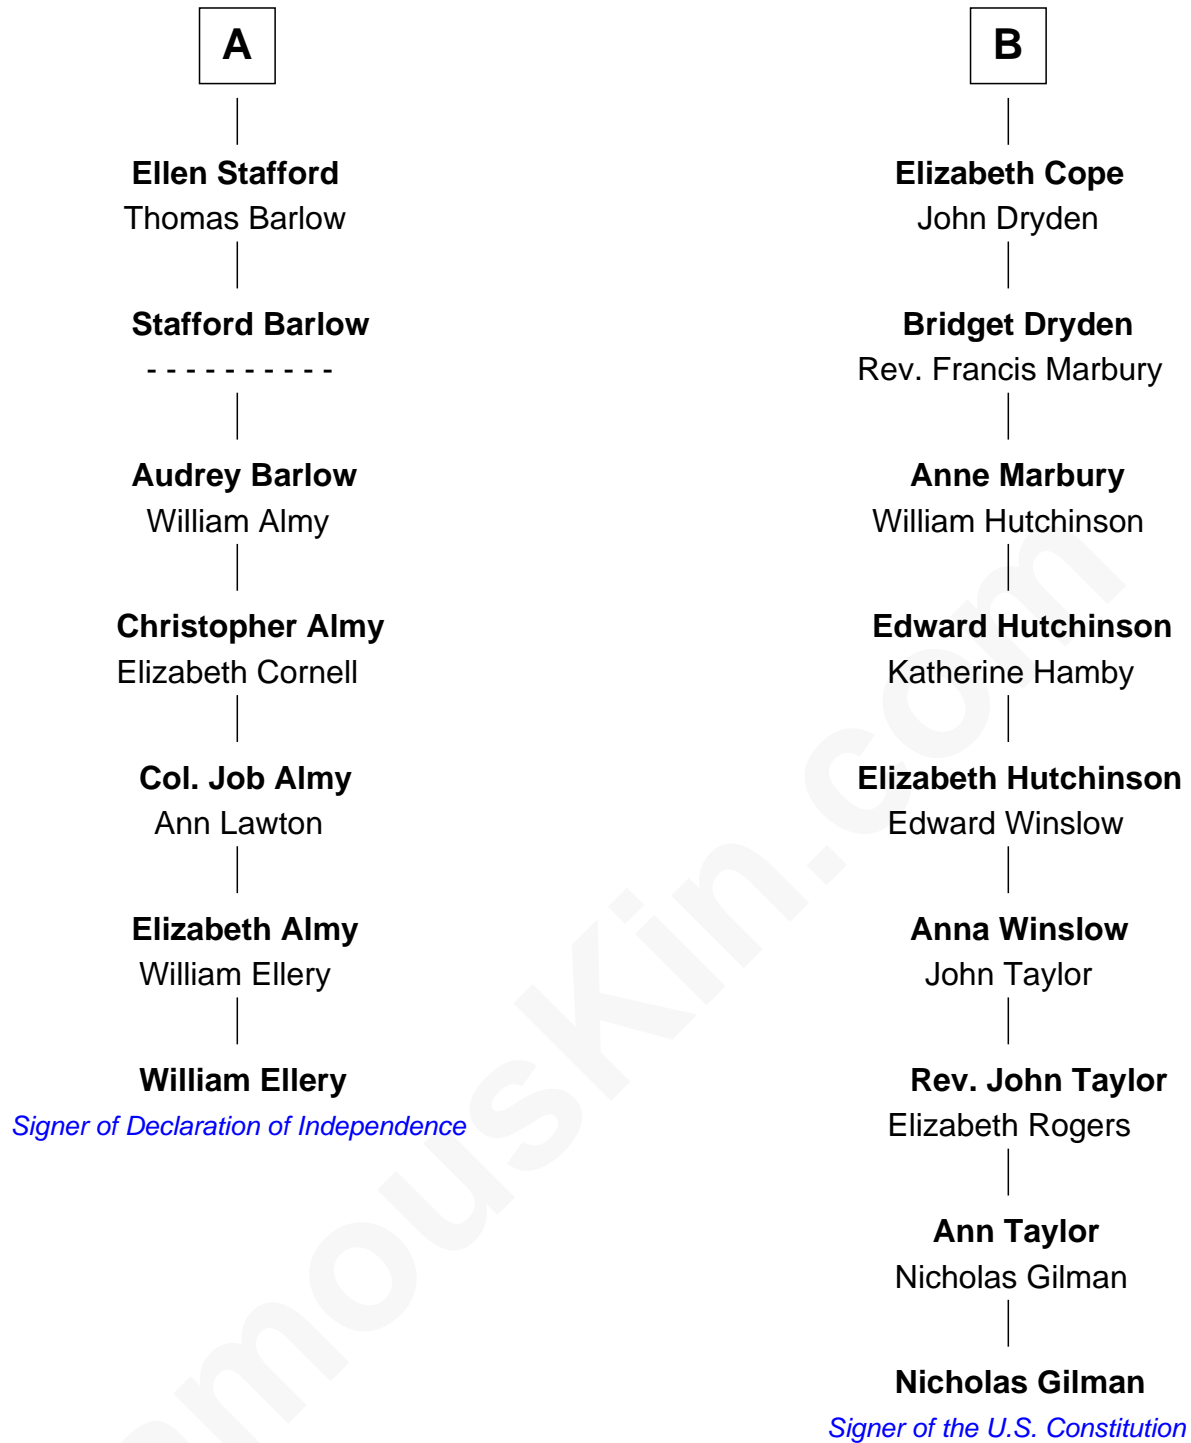 A
Ellen Stafford
Thomas Barlow
Stafford Barlow
- - - - - - - - - -
Audrey Barlow
William Almy
Christopher Almy
Elizabeth Cornell
Col. Job Almy
Ann Lawton
Elizabeth Almy
William Ellery
William Ellery
Signer of Declaration of Independence
B
Elizabeth Cope
John Dryden
Bridget Dryden
Rev. Francis Marbury
Anne Marbury
William Hutchinson
Edward Hutchinson
Katherine Hamby
Elizabeth Hutchinson
Edward Winslow
Anna Winslow
John Taylor
Rev. John Taylor
Elizabeth Rogers
Ann Taylor
Nicholas Gilman
Nicholas Gilman
Signer of the U.S. Constitution
amouskin.com